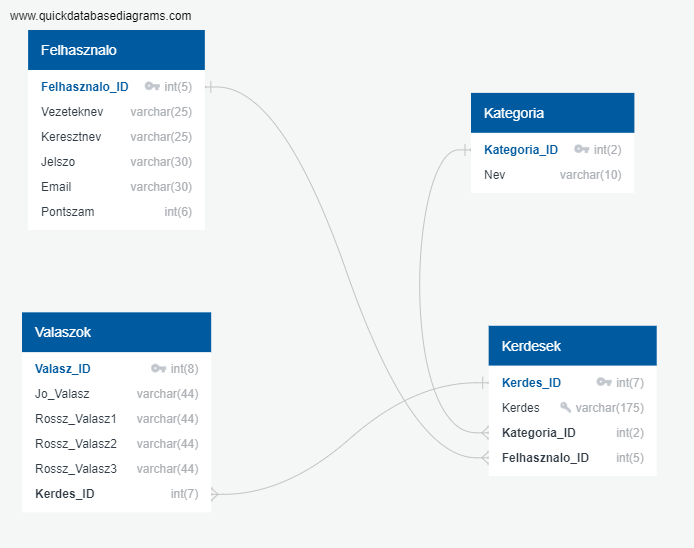 www.quickdatabasediagrams.com
Felhasznalo
Felhasznalo_ID int(5)
Vezeteknev varchar(25)
Keresztnev varchar(25)
Jelszo varchar(30)
Email varchar(30)
Pontszam int(6)
Kategoria
Kategoria_ID int(2)
Nev varchar(10)
Valaszok
Valasz_ID int(8)
Jo_Valasz varchar(44)
Rossz_Valasz1 varchar(44)
Rossz_Valasz2 varchar(44)
Rossz_Valasz3 varchar(44)
Kerdes_ID int(7)
Kerdesek
Kerdes_ID int(7)
Kerdes varchar(175)
Kategoria_ID int(2)
Felhasznalo_ID int(5)